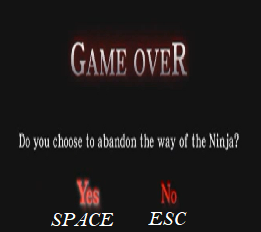 GAME OVER
Do you choose to abandon the way of the Ninja?
Yes No
SPACE ESC